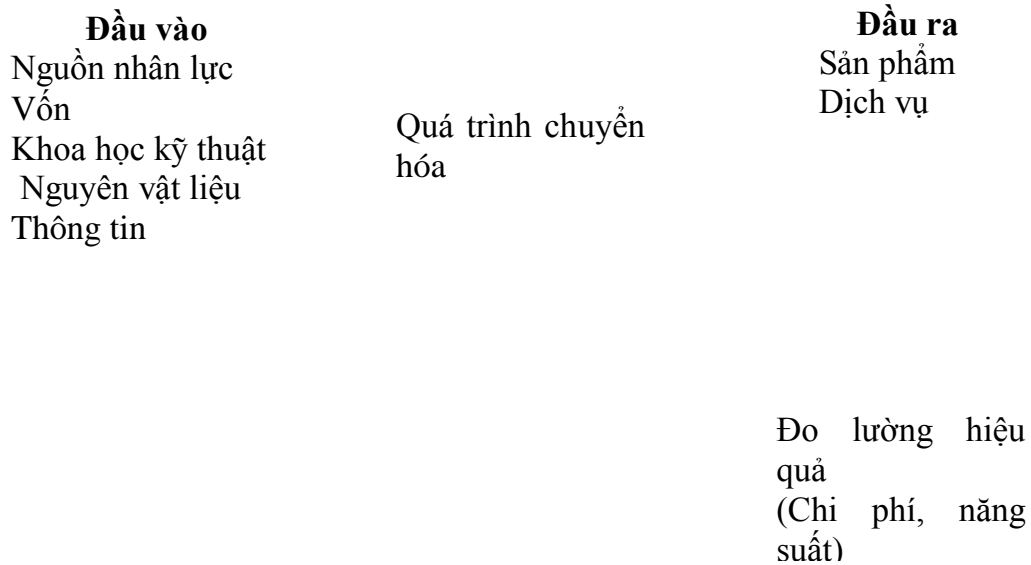 Đầu vào
Nguồn nhân lực
Vốn
Khoa học kỹ thuật
Nguyên vật liệu
Thông tin
Quá trình chuyển
hóa
Đầu ra
Sản phẩm
Dịch vụ
Đo lường hiệu
quả
(Chi phí, năng
suất)